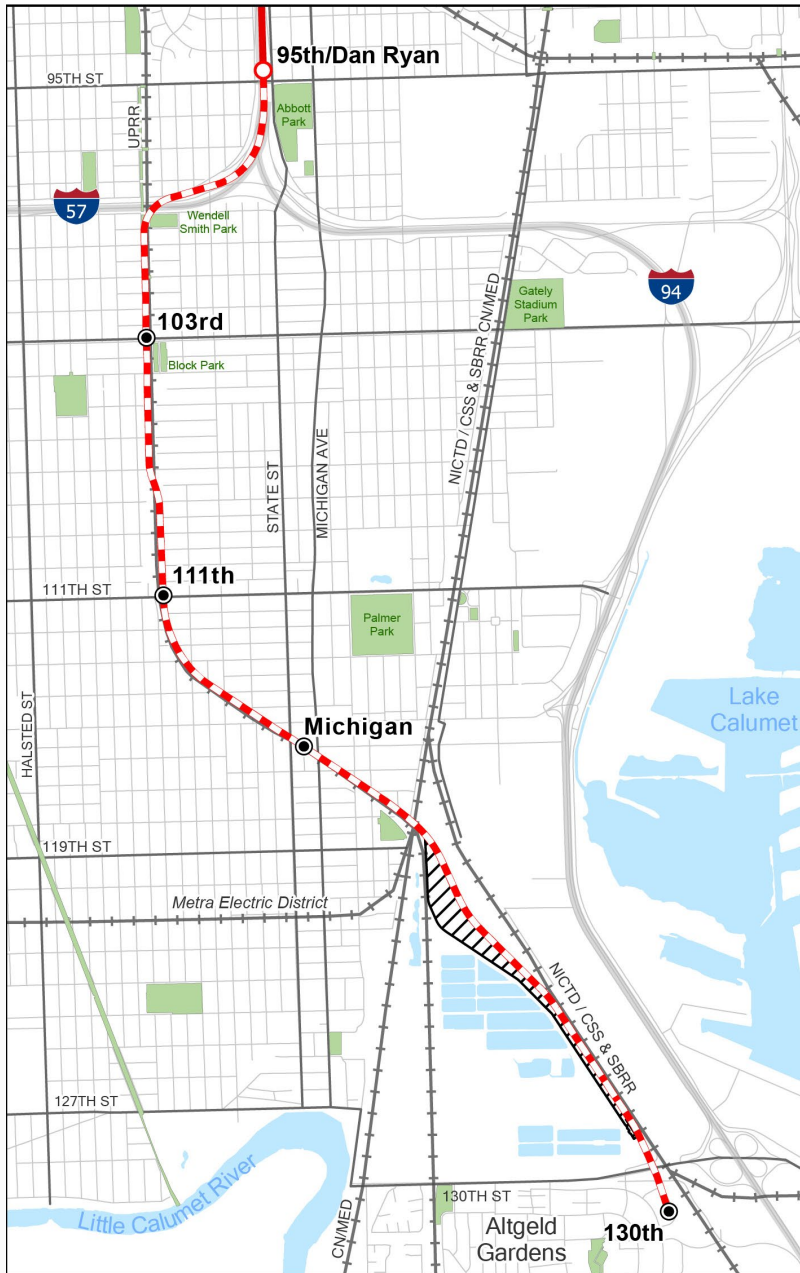 95th/Dan Ryan
95TH ST
Abbott
Park
UPRR
57
Wendell
Smith Park
94
Gately
Stadium
Park
103rd
Block Park
NICTD / CSS & SBRR CN/MED
STATE ST
MICHIGAN AVE
111th
111TH ST
Palmer
Park
Lake
Calumet
HALSTED ST
Michigan
119TH ST
Metra Electric District
NICTD / CSS & SBRR
127TH ST
Little Calumet River
CN/MED
130TH ST
130th
Altgeld
Gardens